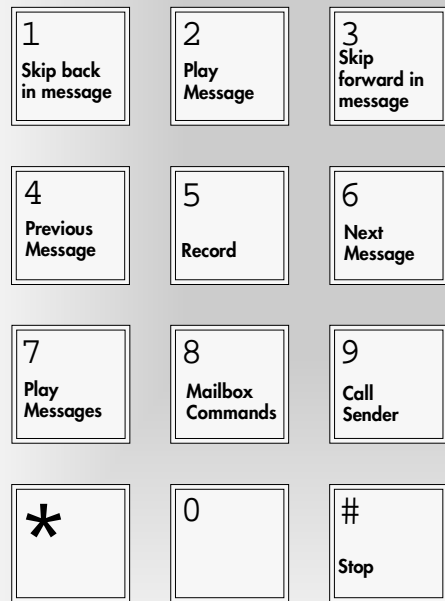 1
Skip back
in message
2
Play
Message
3
Skip
forward in
message
4
Previous
Message
5
Record
6
Next
Message
7
Play
Messages
8
Mailbox
Commands
9
Call
Sender
*
0
#
Stop